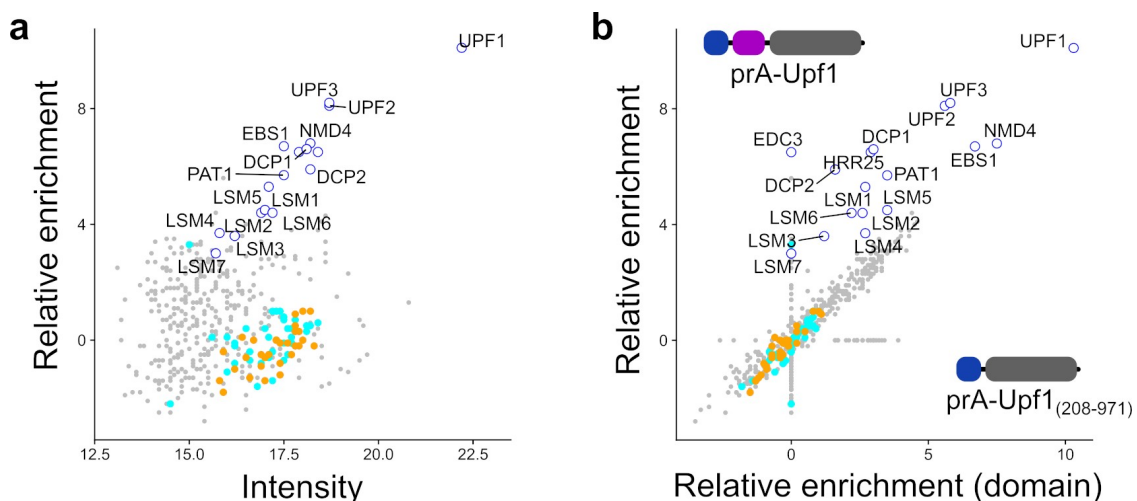 a
Relative enrichment
8
4
0
12.5
15.0
17.5
20.0
22.5
Intensity
UPF1
UPF3
UPF2
EBS1
NMD4
DCP1
PAT1
DCP2
LSM5
LSM1
LSM4
LSM2
LSM6
LSM3
LSM7
b
Relative enrichment
8
4
0
0
5
10
Relative enrichment (domain)
prA-Upf1
UPF1
UPF3
UPF2
EDC3
DCP1
NMD4
HRR25
EBS1
DCP2
PAT1
LSM1
LSM5
LSM6
LSM2
LSM3
LSM4
LSM7
prA-Upf1(208-971)